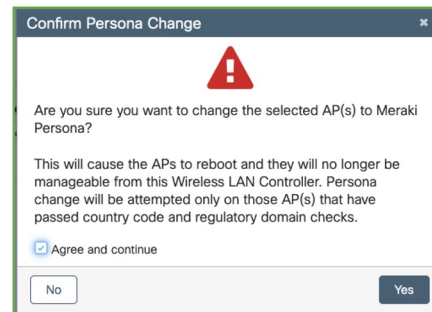 Confirm Persona Change
Are you sure you want to change the selected AP(s) to Meraki
Persona?
This will cause the APs to reboot and they will no longer be
manageable from this Wireless LAN Controller. Persona
change will be attempted only on those AP(s) that have
passed country code and regulatory domain checks.
Agree and continue
No
Yes